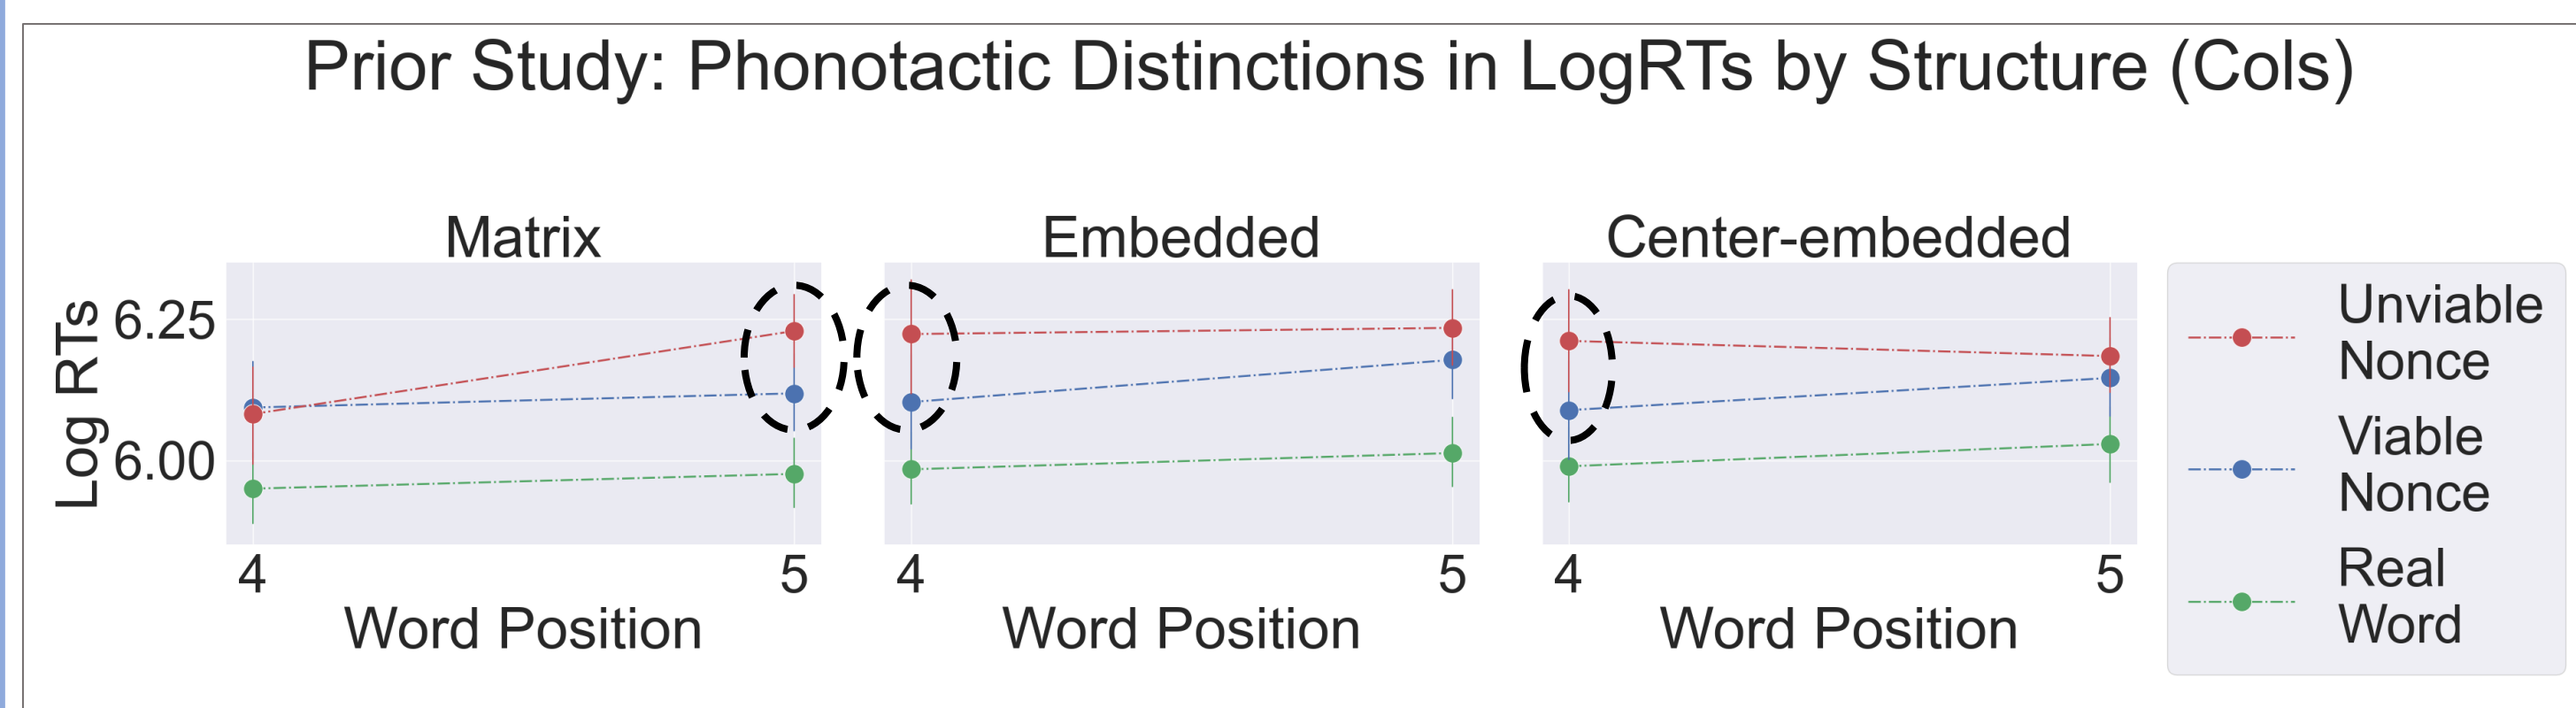 Prior Study: Phonotactic Distinctions in LogRTs by Structure (Cols)
Matrix
Embedded
Center-embedded
Log RTs
6.25
6.00
4
5
4
5
4
5
Word Position
Word Position
Word Position
Unviable
Nonce
Viable
Nonce
Real
Word